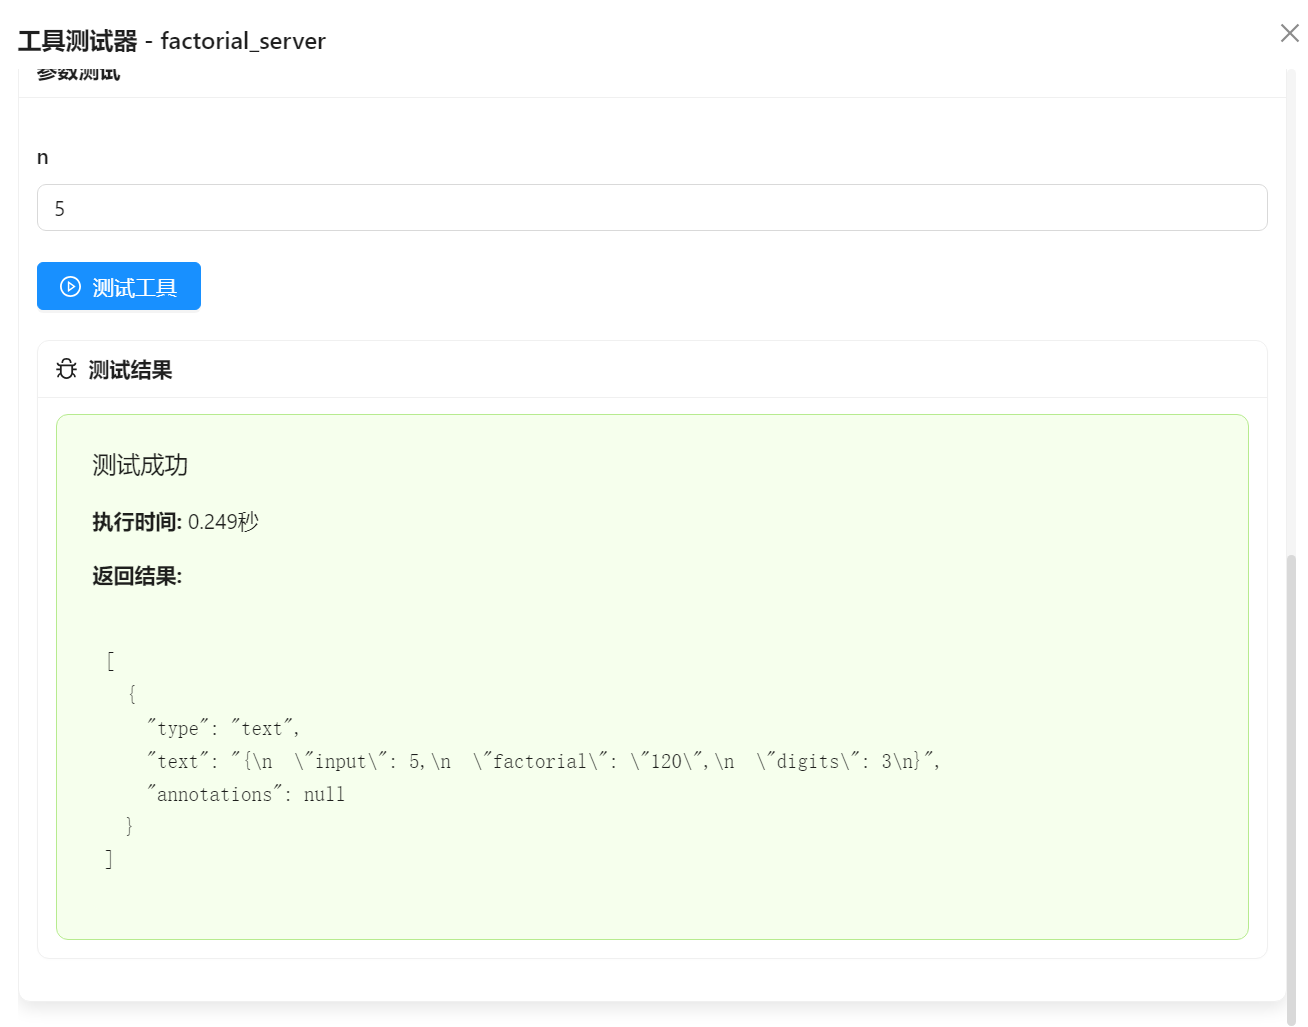 工具测试器 - factorial_server
参数测试
n
5
测试工具
测试结果
测试成功
执行时间: 0.249秒
返回结果:
[
  {
    "type": "text",
    "text": "{\n  \"input\": 5,\n  \"factorial\": \"120\",\n  \"digits\": 3\n}",
    "annotations": null
  }
]